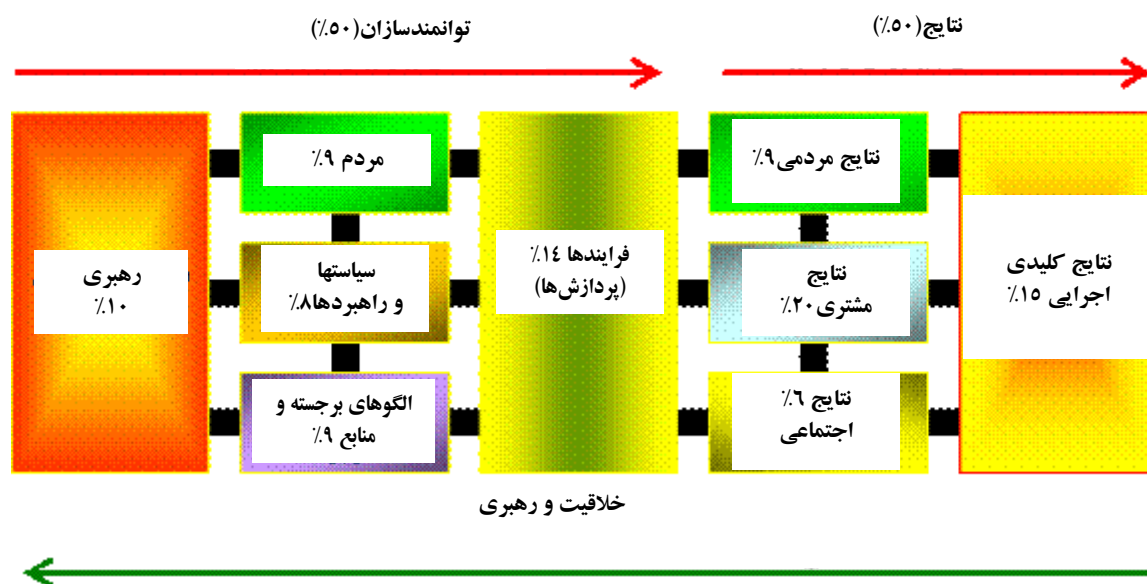 توانمندسازان(۵۰٪)
نتایج(۵۰٪)
رهبری
۱۰٪
مردم ۹٪
سیاستها
و راهبردها۸٪
الگوهای برجسته و
منابع ۹٪
فرایندها ۱۴٪
(پردازش‌ها)
نتایج مردمی۹٪
نتایج
مشتری۲۰٪
نتایج ۶٪
اجتماعی
نتایج کلیدی
اجرایی ۱۵٪
خلاقیت و رهبری